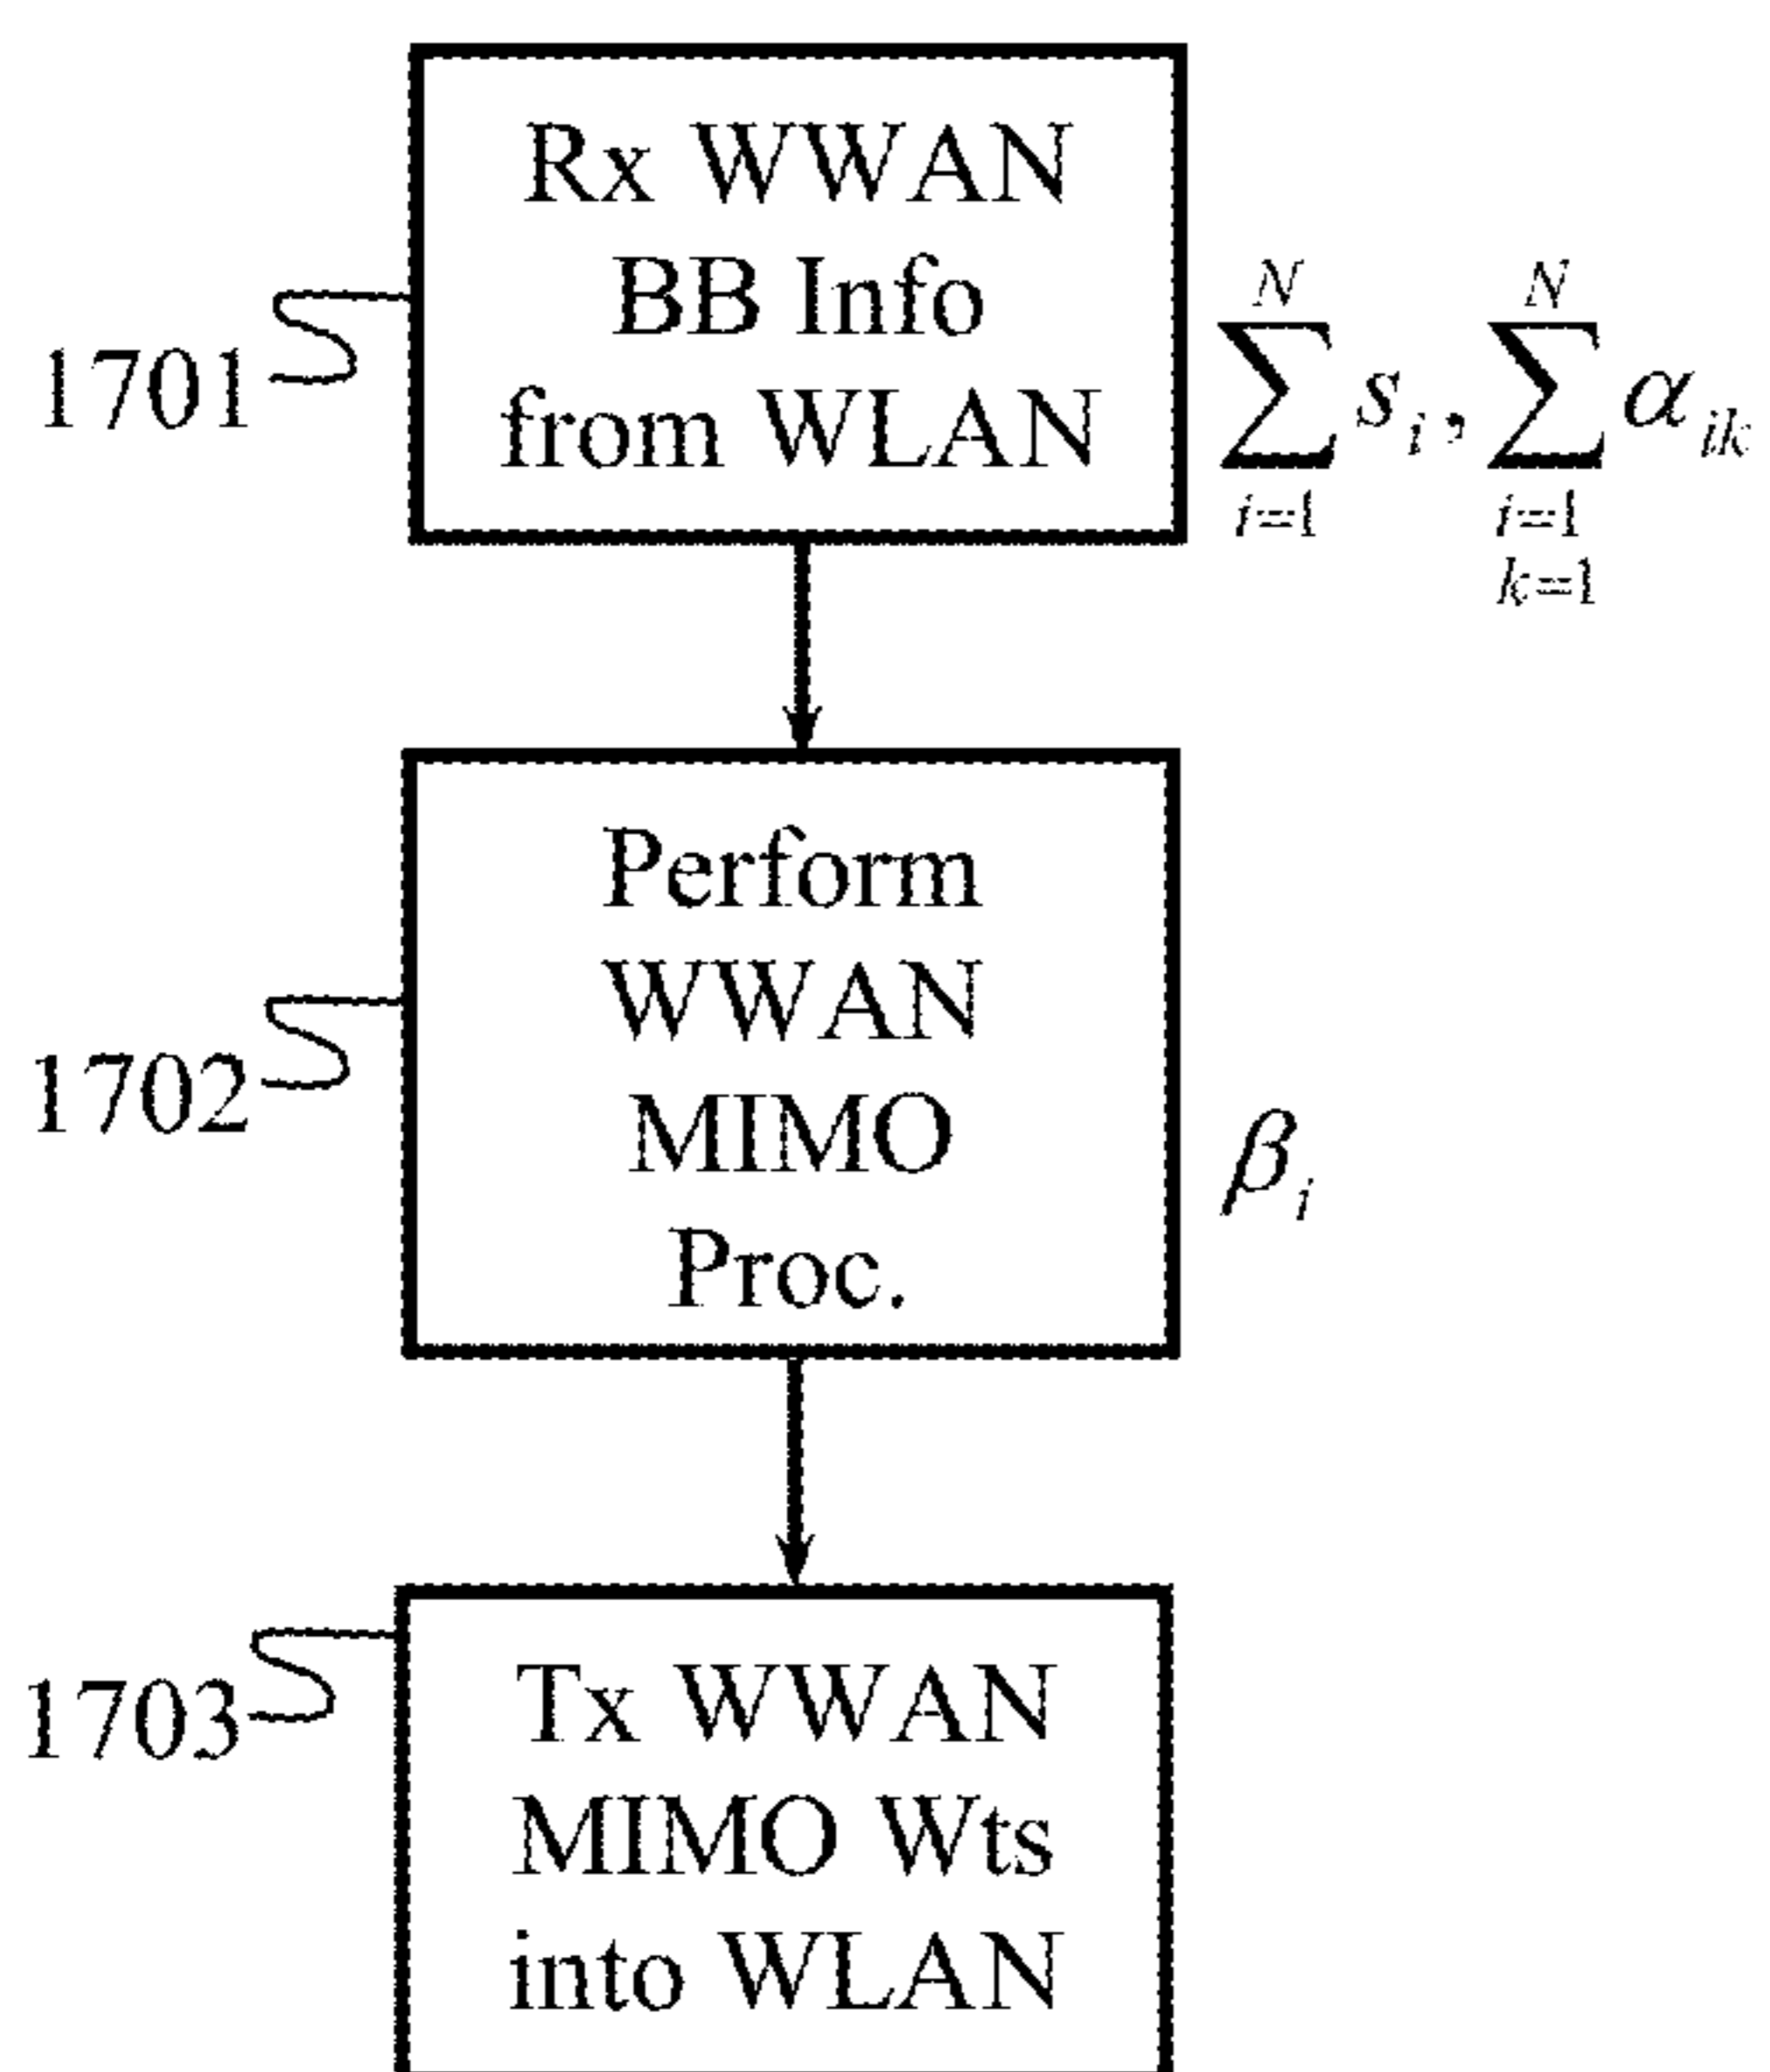 Rx WWAN
BB Info
from WLAN
1701
N N
∑ s_i, ∑ α_ik
i=1 i=1
k=1
Perform
WWAN
MIMO
Proc.
1702
β_i
Tx WWAN
MIMO Wts
into WLAN
1703